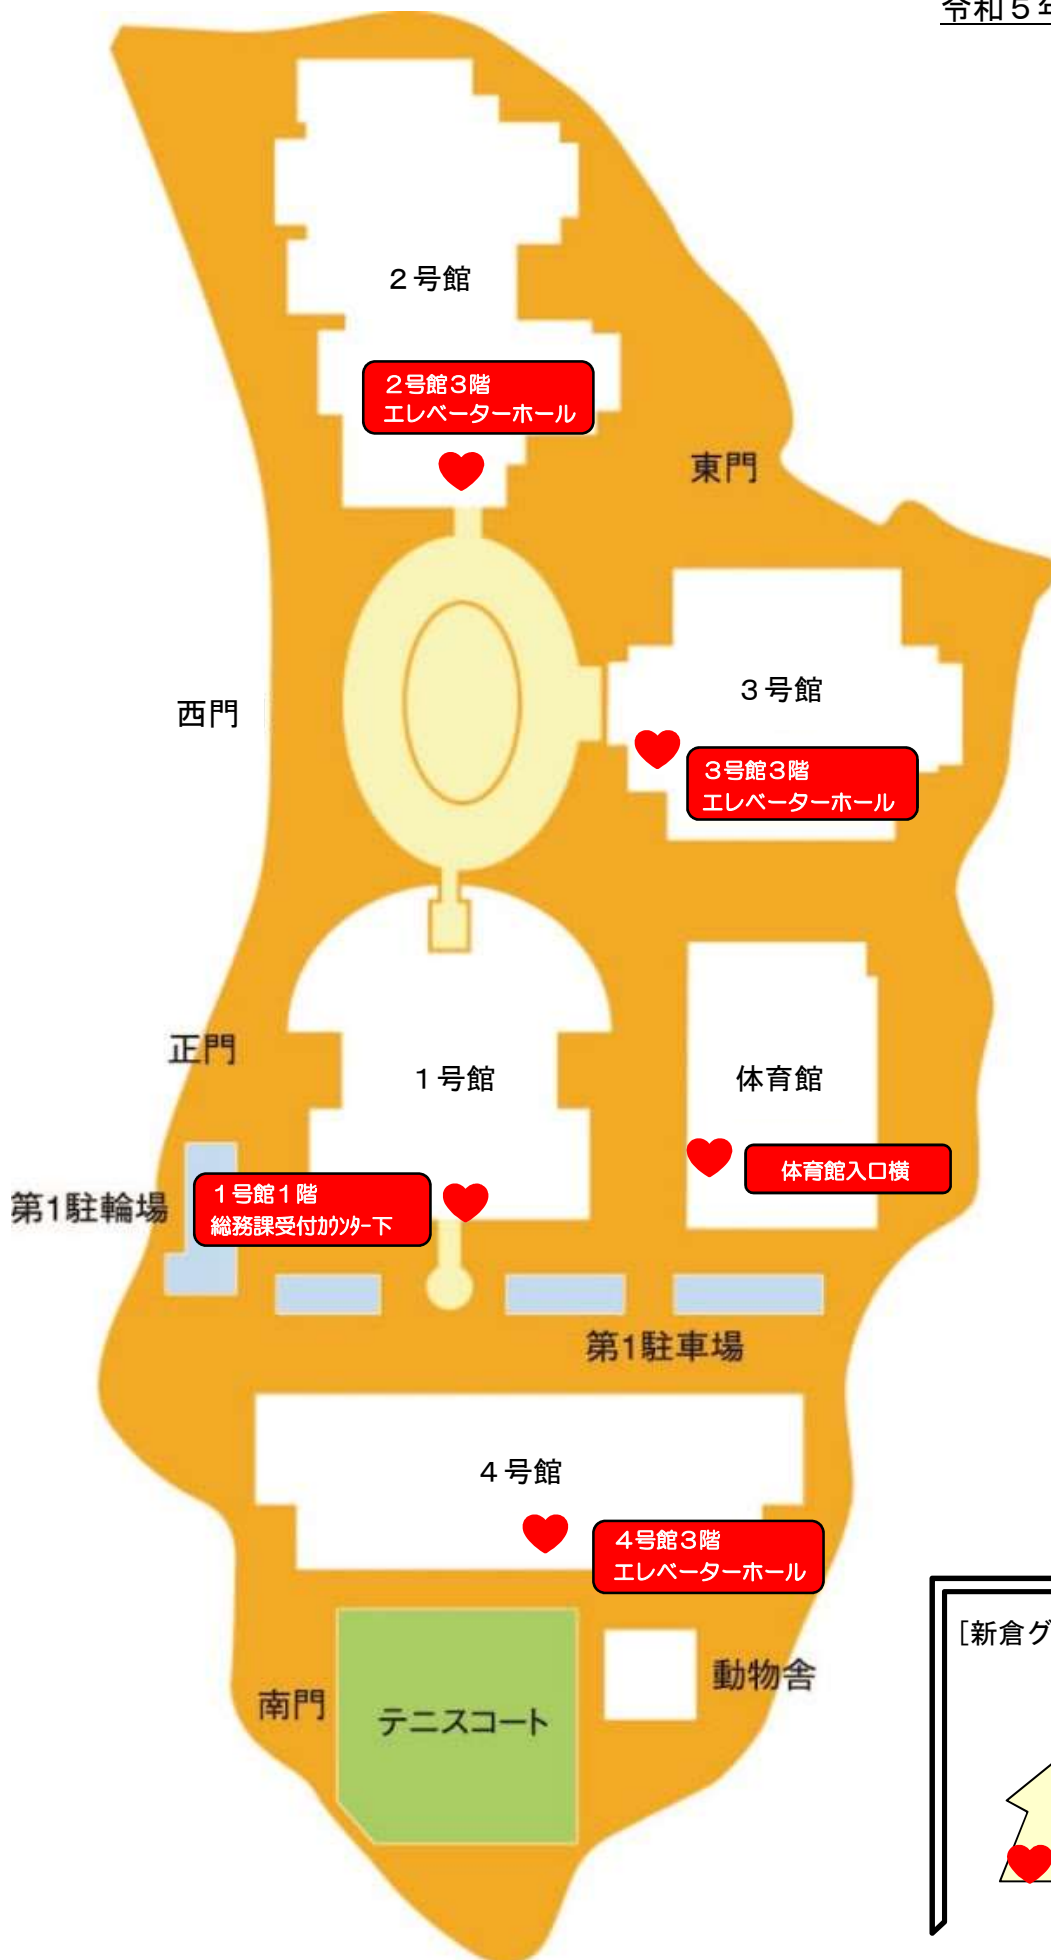 令和５年
２号館
２号館３階
エレベーターホール
東門
３号館
西門
３号館３階
エレベーターホール
正門
１号館
体育館
体育館入口横
第1駐輪場
１号館１階
総務課受付ｶｳﾝﾀｰ下
第1駐車場
４号館
４号館３階
エレベーターホール
[新倉グ
動物舎
南門
テニスコート